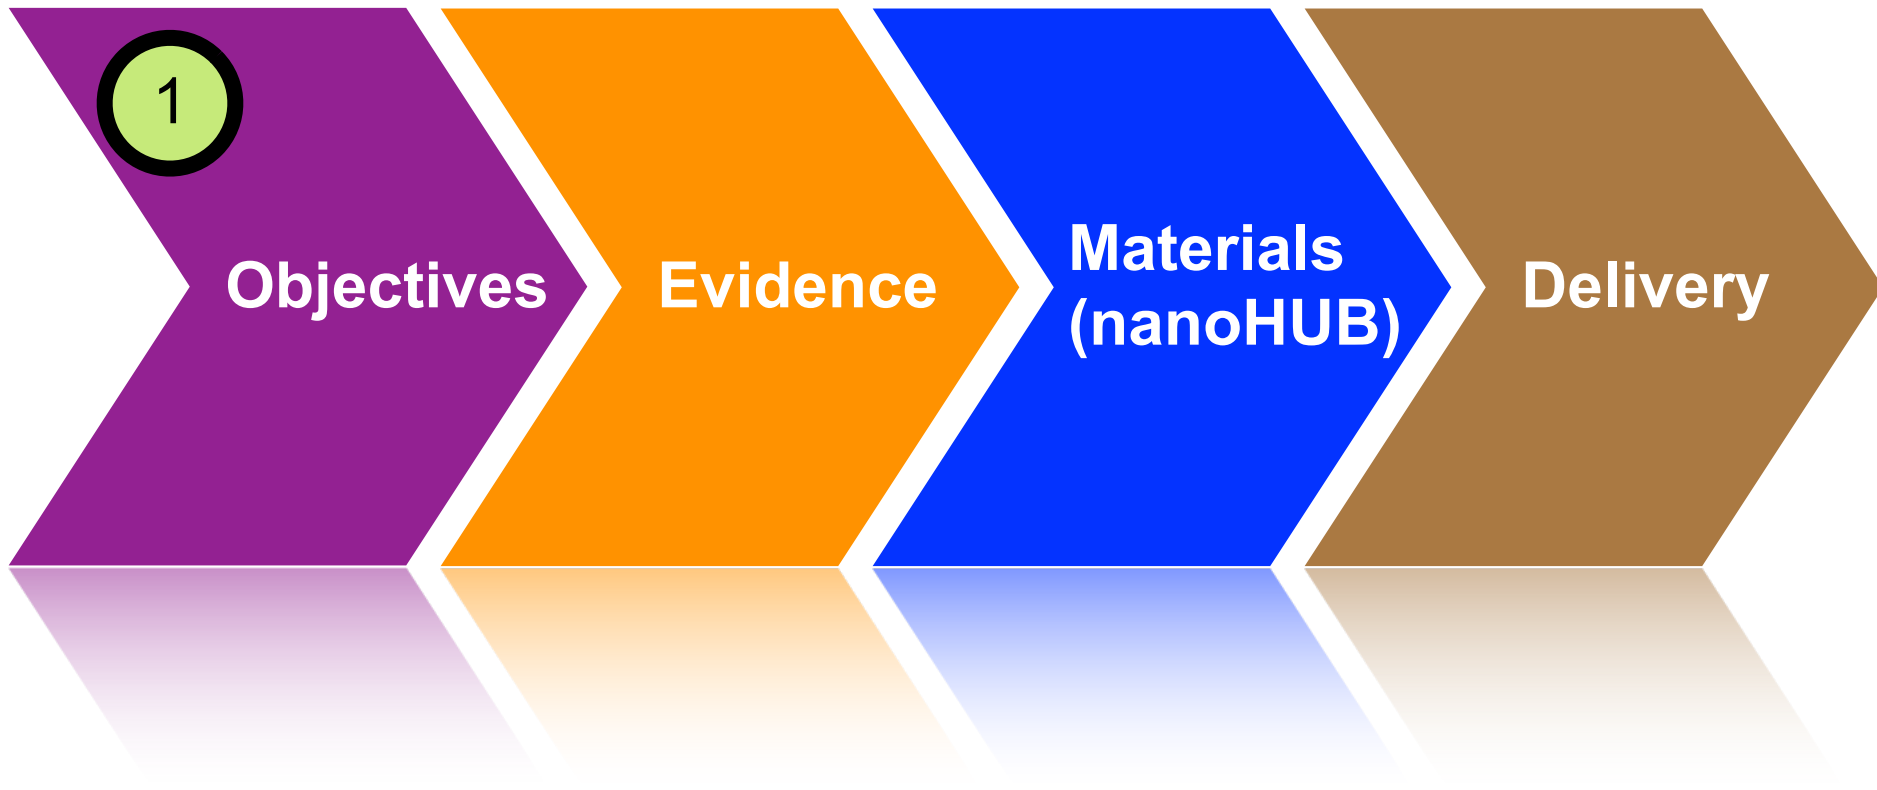 1
Objectives
Evidence
Materials
(nanoHUB)
Delivery